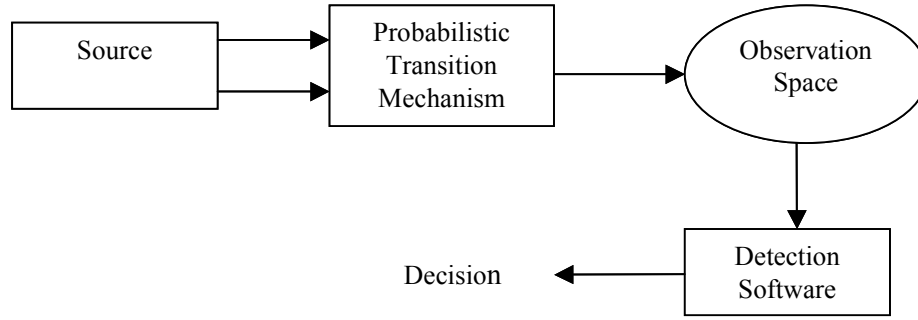 Source
Probabilistic
Transition
Mechanism
Observation
Space
Detection
Software
Decision